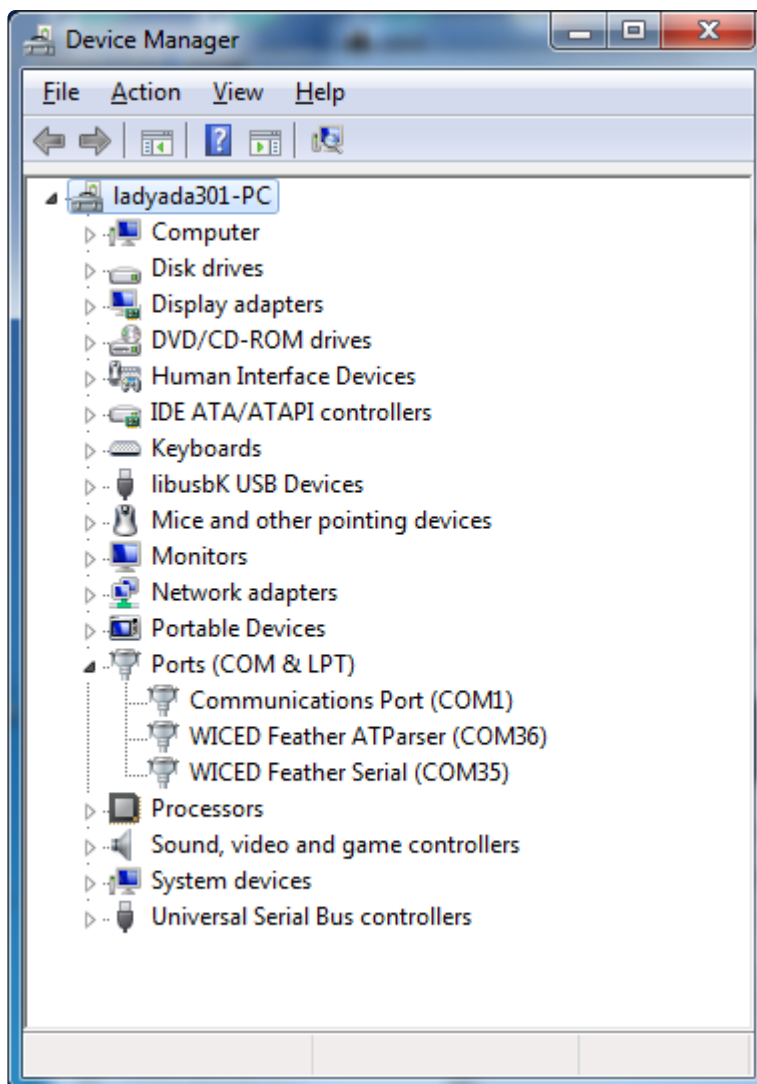 Device Manager
File Action View Help
ladyada301-PC
Computer
Disk drives
Display adapters
DVD/CD-ROM drives
Human Interface Devices
IDE ATA/ATAPI controllers
Keyboards
libusbK USB Devices
Mice and other pointing devices
Monitors
Network adapters
Portable Devices
Ports (COM & LPT)
Communications Port (COM1)
WICED Feather ATParser (COM36)
WICED Feather Serial (COM35)
Processors
Sound, video and game controllers
System devices
Universal Serial Bus controllers